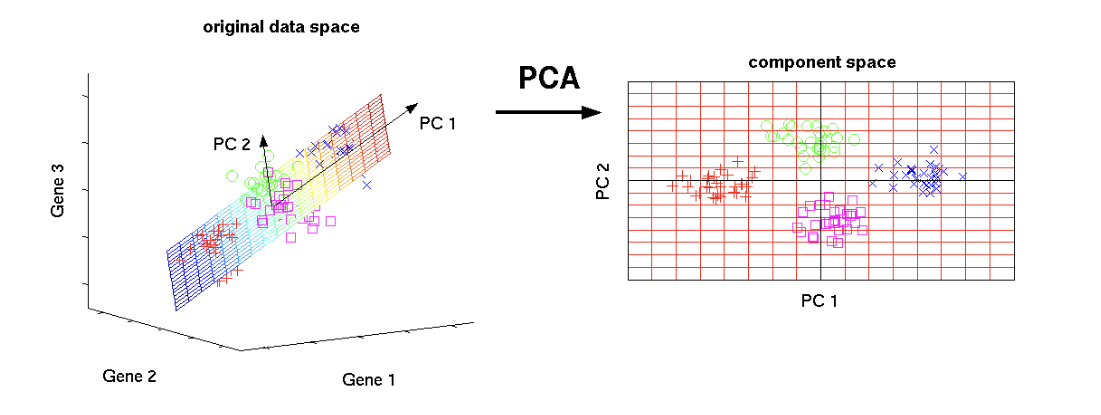 original data space
PC 1
PC 2
Gene 3
Gene 2
Gene 1
PCA
component space
PC 2
PC 1